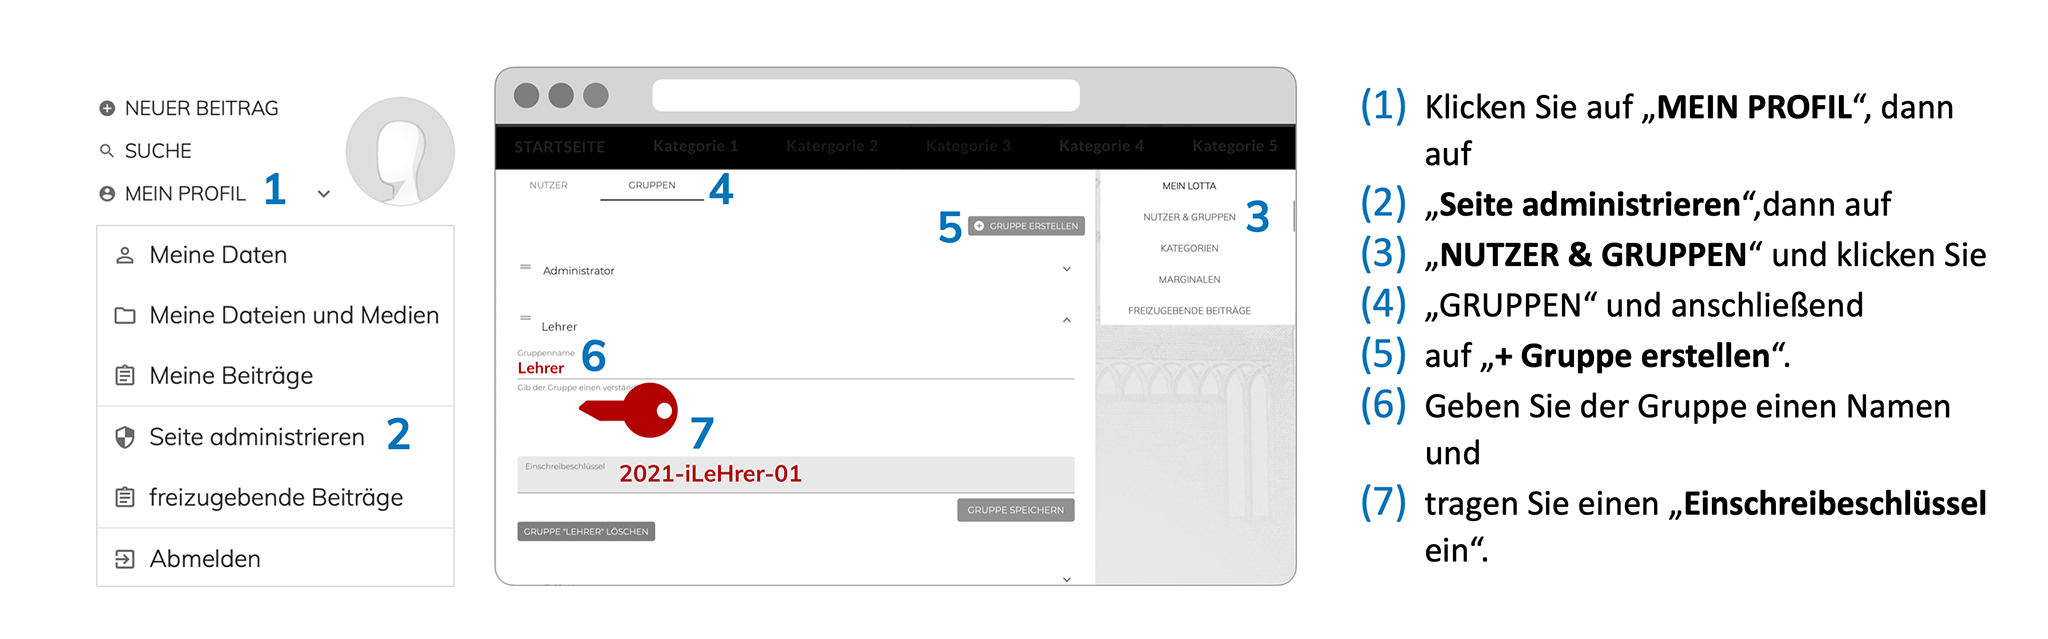 NEUER BEITRAG
SUCHE
MEIN PROFIL 1
Meine Daten
Meine Dateien und Medien
Meine Beiträge
Seite administrieren 2
freizugebende Beiträge
Abmelden
STARTSEITE Kategorie 1 Katergorie 2 Kategorie 3 Kategorie 4 Kategorie 5
NUTZER GRUPPEN 4
5 GRUPPE ERSTELLEN
Administrator
Lehrer
Gruppenname 6
Lehrer
Gib der Gruppe einen verständ
7
Einschreibeschlüssel 2021-iLeHrer-01
GRUPPE SPEICHERN
GRUPPE "LEHRER" LÖSCHEN
MEIN LOTTA
NUTZER & GRUPPEN 3
KATEGORIEN
MARGINALEN
FREIZUGEBENDE BEITRÄGE
(1) Klicken Sie auf „MEIN PROFIL“, dann
auf
(2) „Seite administrieren“,dann auf
(3) „NUTZER & GRUPPEN“ und klicken Sie
(4) „GRUPPEN“ und anschließend
(5) auf „+ Gruppe erstellen“.
(6) Geben Sie der Gruppe einen Namen
und
(7) tragen Sie einen „Einschreibeschlüssel
ein“.